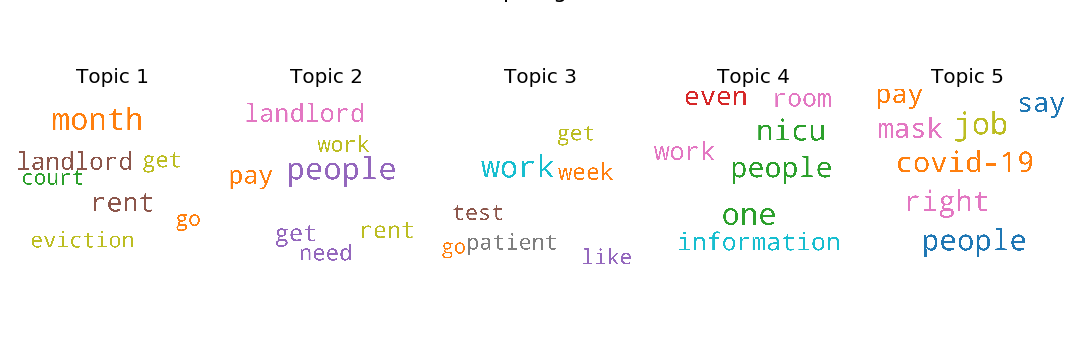 Topic 1
month
landlord get
court
rent
go
eviction
Topic 2
landlord
work
people
pay
rent
get
need
Topic 3
get
work week
test
go patient
like
Topic 4
even room
nicu
work
people
one
information
Topic 5
pay
say
mask job
covid-19
right
people